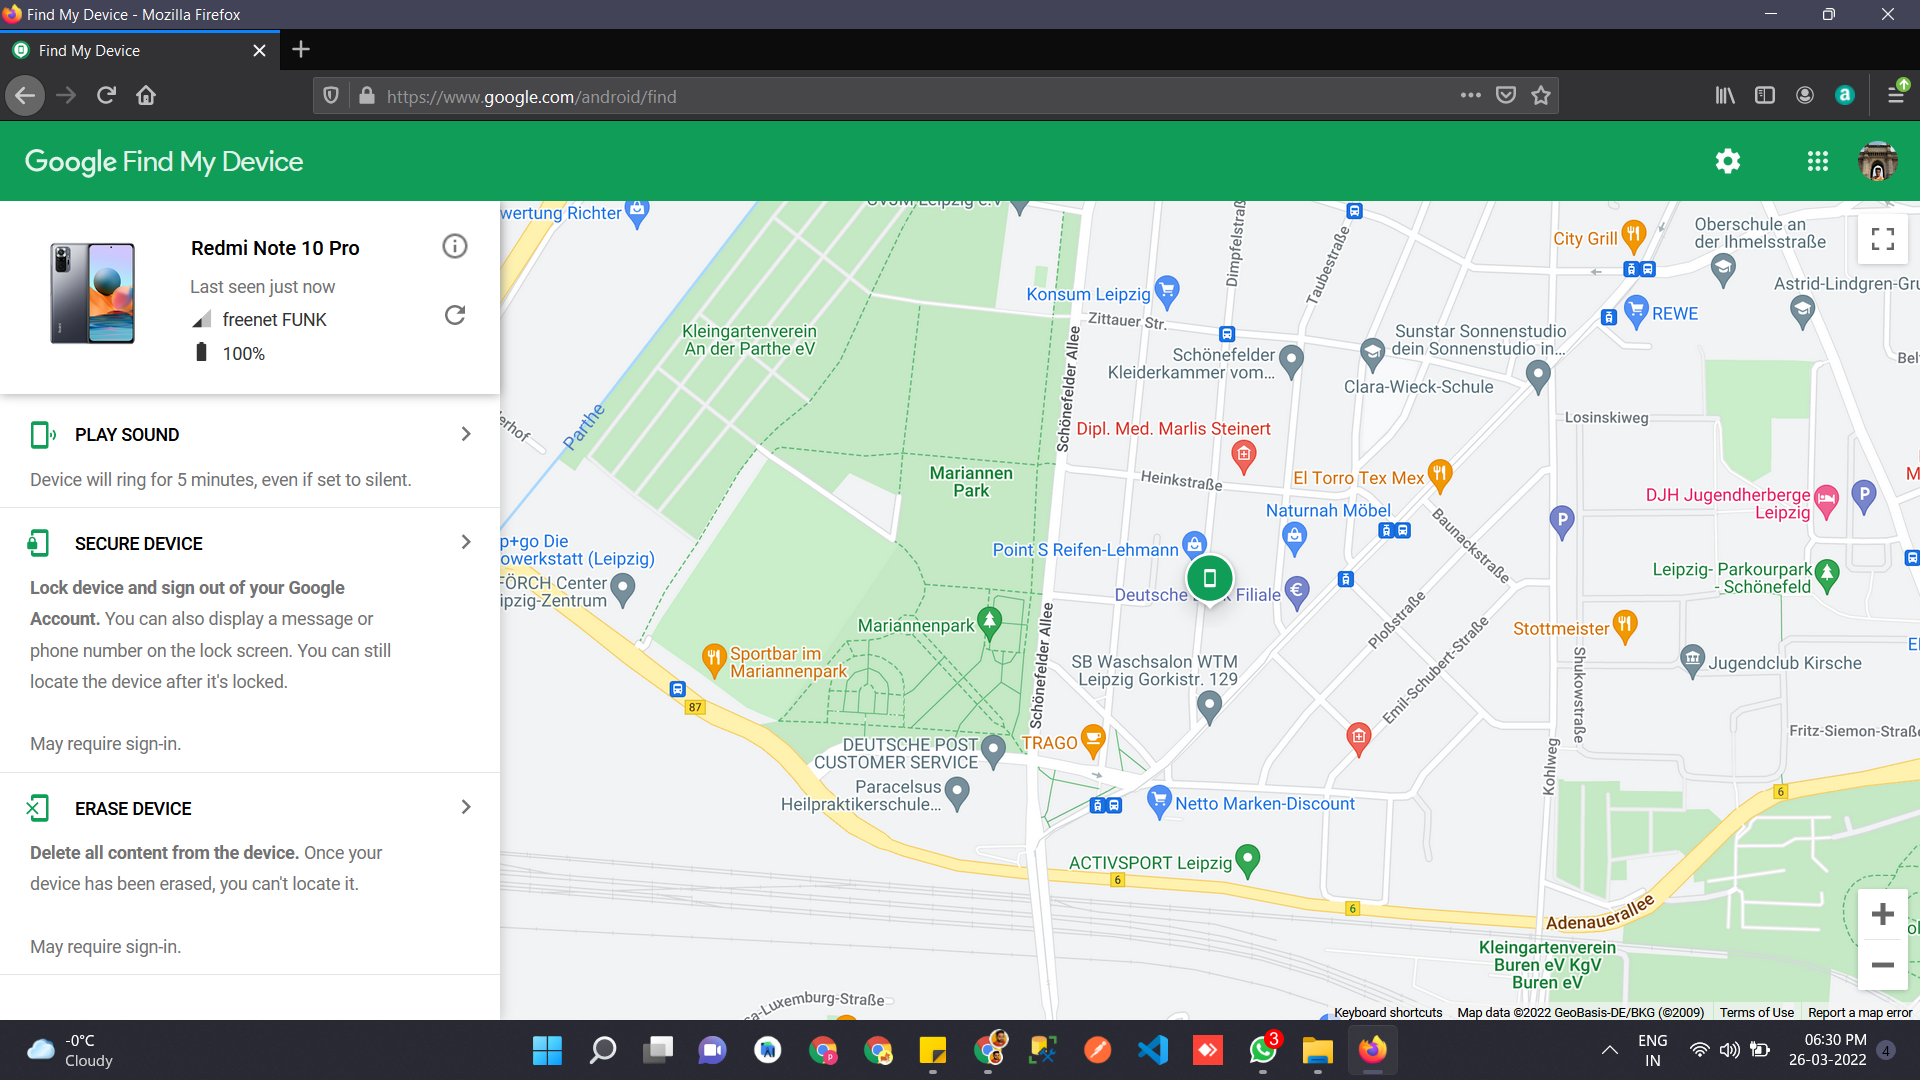 Find My Device - Mozilla Firefox
Find My Device
https://www.google.com/android/find
Google Find My Device
Redmi Note 10 Pro
Last seen just now
freenet FUNK
100%
PLAY SOUND
Device will ring for 5 minutes, even if set to silent.
SECURE DEVICE
Lock device and sign out of your Google
Account. You can also display a message or
phone number on the lock screen. You can still
locate the device after it's locked.
May require sign-in.
ERASE DEVICE
Delete all content from the device. Once your
device has been erased, you can't locate it.
May require sign-in.
wertung Richter
Dimpfelstraß
Taubestraße
City Grill
Oberschule an
der Ihmelsstraße
Astrid-Lindgren-Gru
Konsum Leipzig
Zittauer Str.
REWE
Kleingartenverein
An der Parthe eV
Schönefelder Allee
Schönefelder
Kleiderkammer vom...
Sunstar Sonnenstudio
dein Sonnenstudio in...
Clara-Wieck-Schule
Bel
Parthe
erhof
Losinskiweg
Dipl. Med. Marlis Steinert
Mariannen
Park
Heinkstraße
El Torro Tex Mex
Naturnah Möbel
Baunackstraße
P
DJH Jugendherberge
Leipzig
P
M
p+go Die
owerkstatt (Leipzig)
FÖRCH Center
ipzig-Zentrum
Point S Reifen-Lehmann
Filiale
Leipzig- Parkourpark
- Schönefeld
Mariannenpark
Schönefelder Allee
Ploßstraße
Stottmeister
Sportbar im
Mariannenpark
SB Waschsalon WTM
Leipzig Gorkistr. 129
Emil-Schubert-Straße
Shukowstraße
Jugendclub Kirsche
El
87
DEUTSCHE POST
CUSTOMER SERVICE
TRAGO
Kohlweg
Fritz-Siemon-Straße
Paracelsus
Heilpraktikerschule...
Netto Marken-Discount
6
ACTIVSPORT Leipzig
6
6
Adenauerallee
Kleingartenverein
Buren eV KgV
Buren eV
sa-Luxemburg-Straße
Keyboard shortcuts
Map data ©2022 GeoBasis-DE/BKG (©2009)
Terms of Use
Report a map error
-0°C
Cloudy
3
ENG
IN
06:30 PM
26-03-2022
4